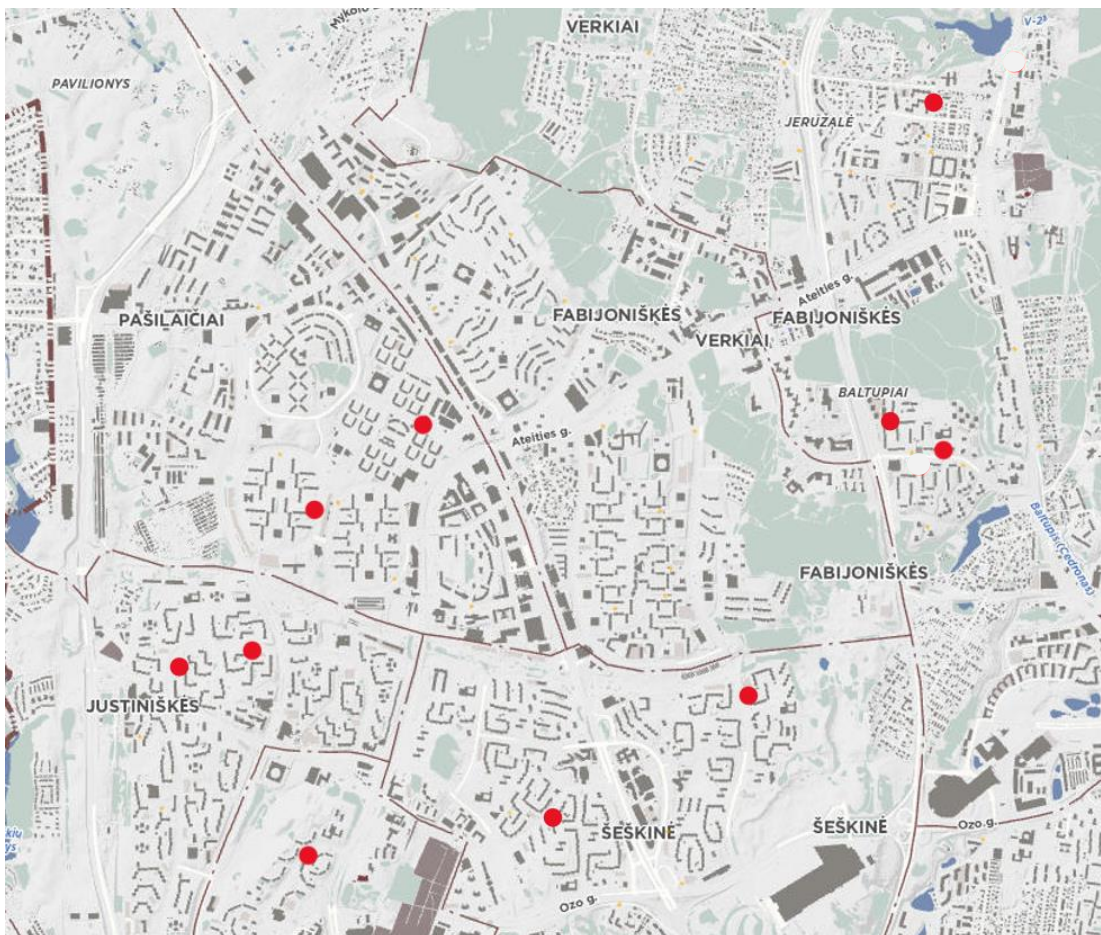 VERKIAI
V-2
PAVILIONYS
JERUZALĖ
Ateities g.
PAŠILAIČIAI
FABIJONIŠKĖS
FABIJONIŠKĖS
VERKIAI
BALTUPIAI
Ateities g.
Baltupis (Cedronas)
FABIJONIŠKĖS
JUSTINIŠKĖS
ŠEŠKINĖ
ŠEŠKINĖ
Ozo g.
Ozo g.